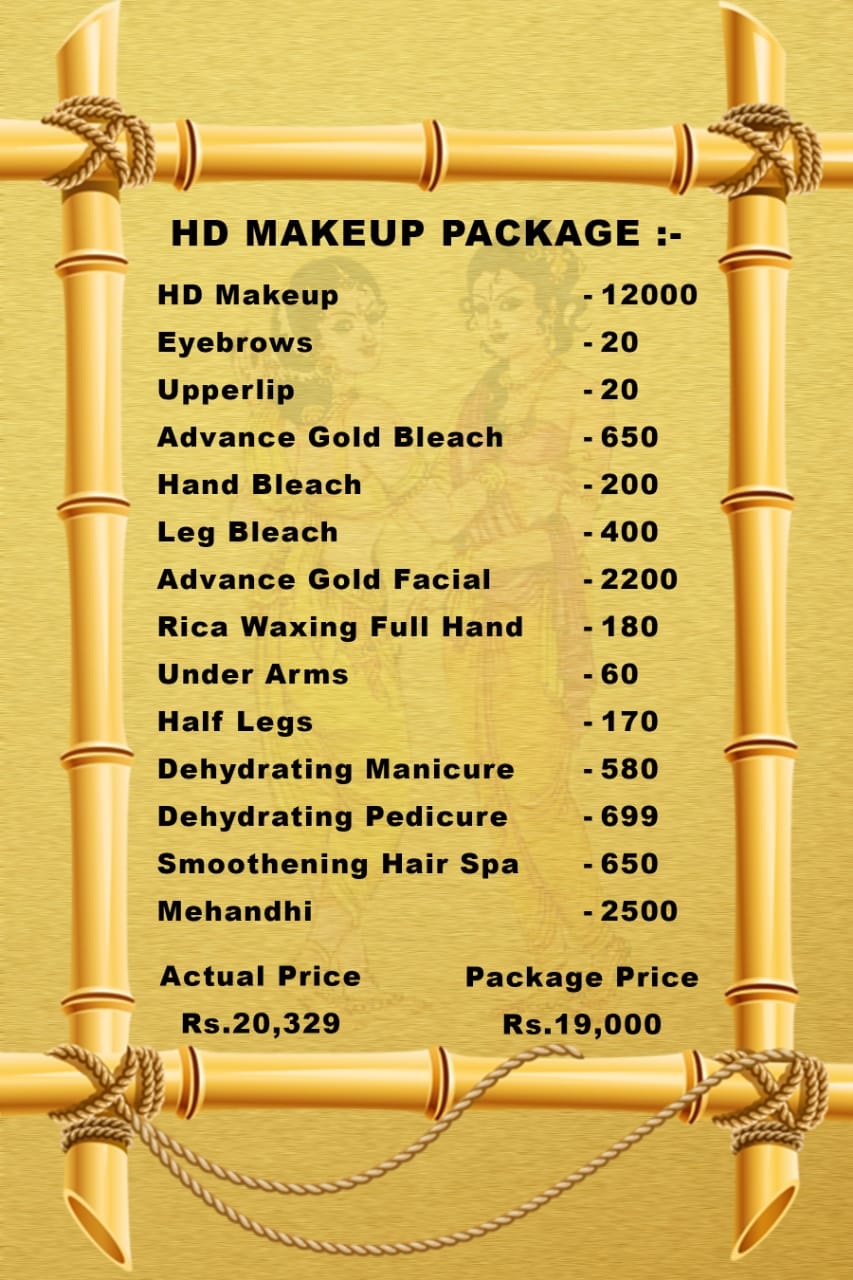 HD MAKEUP PACKAGE :-
HD Makeup - 12000
Eyebrows - 20
Upperlip - 20
Advance Gold Bleach - 650
Hand Bleach - 200
Leg Bleach - 400
Advance Gold Facial - 2200
Rica Waxing Full Hand - 180
Under Arms - 60
Half Legs - 170
Dehydrating Manicure - 580
Dehydrating Pedicure - 699
Smoothening Hair Spa - 650
Mehandhi - 2500
Actual Price Package Price
Rs.20,329 Rs.19,000